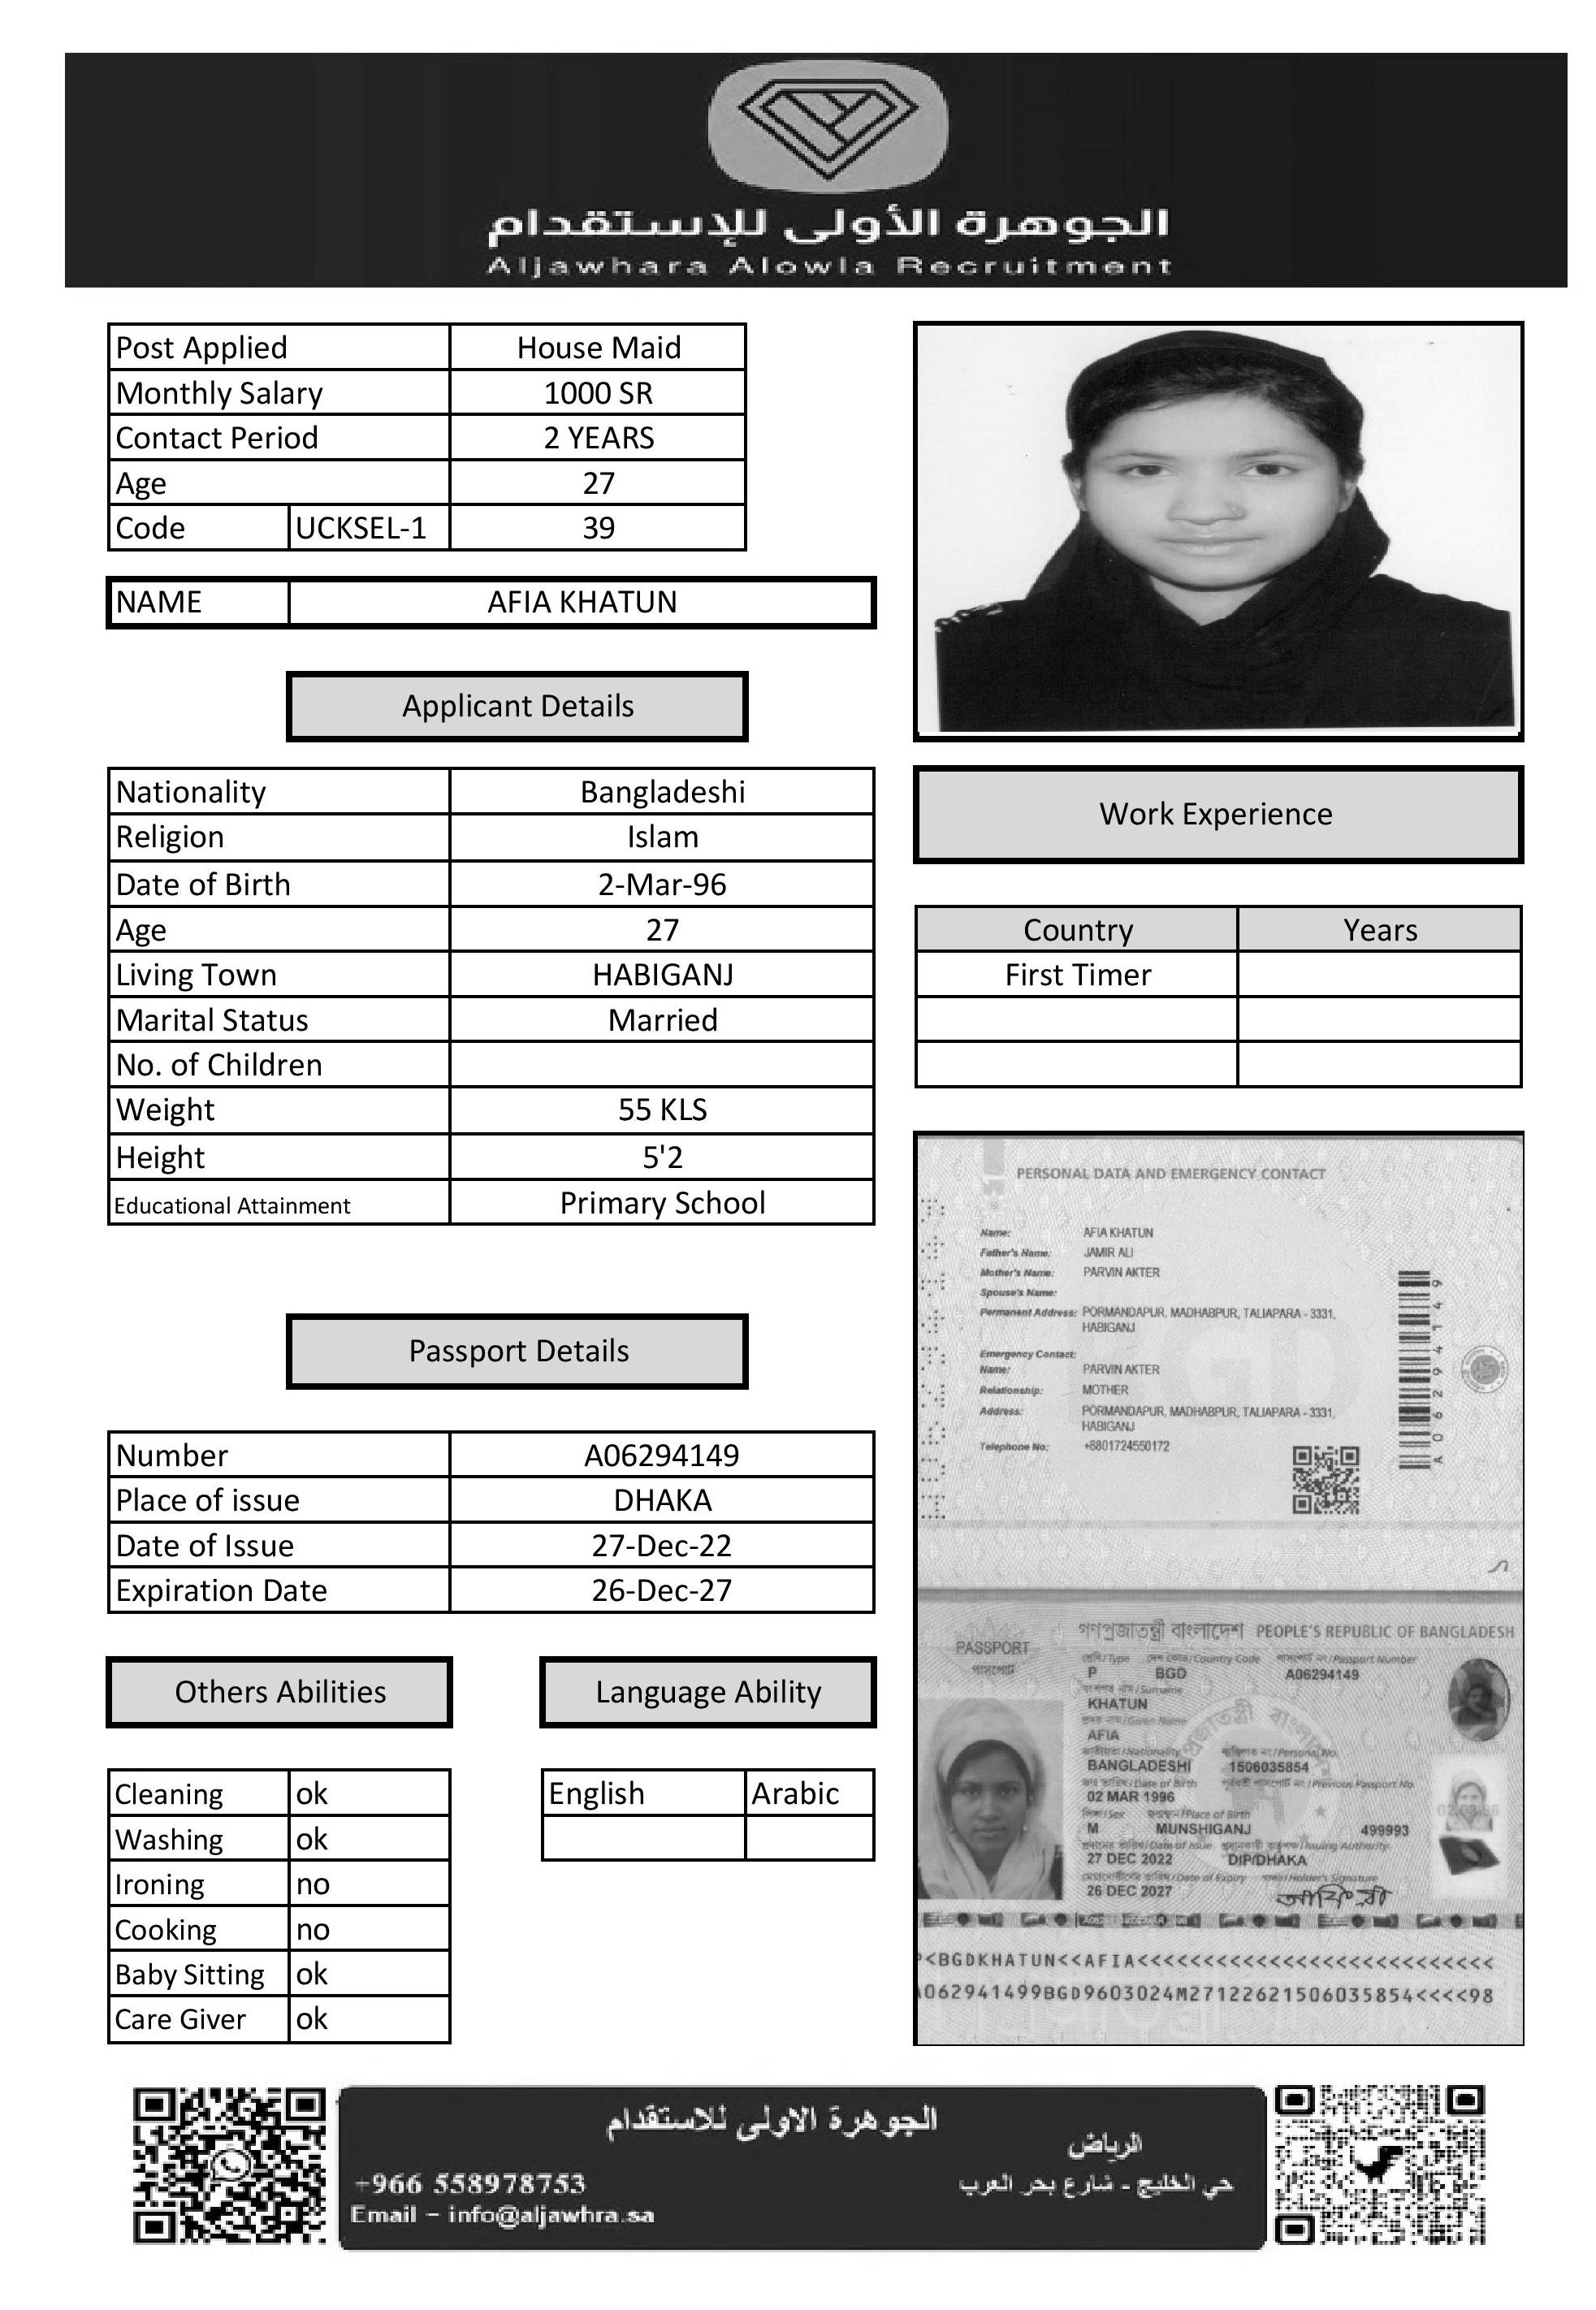 الجوهرة الأولى للإستقدام
Aljawhara Alowla Recruitment
Post Applied House Maid
Monthly Salary 1000 SR
Contact Period 2 YEARS
Age 27
Code UCKSEL-1 39
NAME AFIA KHATUN
Applicant Details
Nationality Bangladeshi
Religion Islam
Date of Birth 2-Mar-96
Age 27
Living Town HABIGANJ
Marital Status Married
No. of Children
Weight 55 KLS
Height 5'2
Educational Attainment Primary School
Passport Details
Number A06294149
Place of issue DHAKA
Date of Issue 27-Dec-22
Expiration Date 26-Dec-27
Others Abilities
Cleaning ok
Washing ok
Ironing no
Cooking no
Baby Sitting ok
Care Giver ok
Language Ability
English Arabic
Work Experience
Country Years
First Timer
PERSONAL DATA AND EMERGENCY CONTACT
Name: AFIA KHATUN
Father's Name: JAMIR ALI
Mother's Name: PARVIN AKTER
Spouse's Name:
Permanent Address: PORMANDAPUR, MADHABPUR, TALIAPARA - 3331,
HABIGANJ
Emergency Contact:
Name: PARVIN AKTER
Relationship: MOTHER
Address: PORMANDAPUR, MADHABPUR, TALIAPARA - 3331,
HABIGANJ
Telephone No: +8801724550172
A06294149
গণপ্রজাতন্ত্রী বাংলাদেশ PEOPLE'S REPUBLIC OF BANGLADESH
PASSPORT
পাসপোর্ট
/Type /Country Code /Passport Number
P BGD A06294149
/Surname
KHATUN
/Given Name
AFIA
/Nationality /Personal No.
BANGLADESHI 1506035854
/Date of Birth /Previous Passport No.
02 MAR 1996
/Sex /Place of Birth
M MUNSHIGANJ 499993
/Date of Issue /Issuing Authority
27 DEC 2022 DIP/DHAKA
/Date of Expiry /Holder's Signature
26 DEC 2027
<BGDKHATUN<<AFIA<<<<<<<<<<<<<<<<<<<<<<<<<<<
062941499BGD9603024M27122621506035854<<<<98
الجوهرة الاولى للاستقدام
الرياض
حي الخليج - شارع بحر العرب
+966 558978753
Email – info@aljawhra.sa